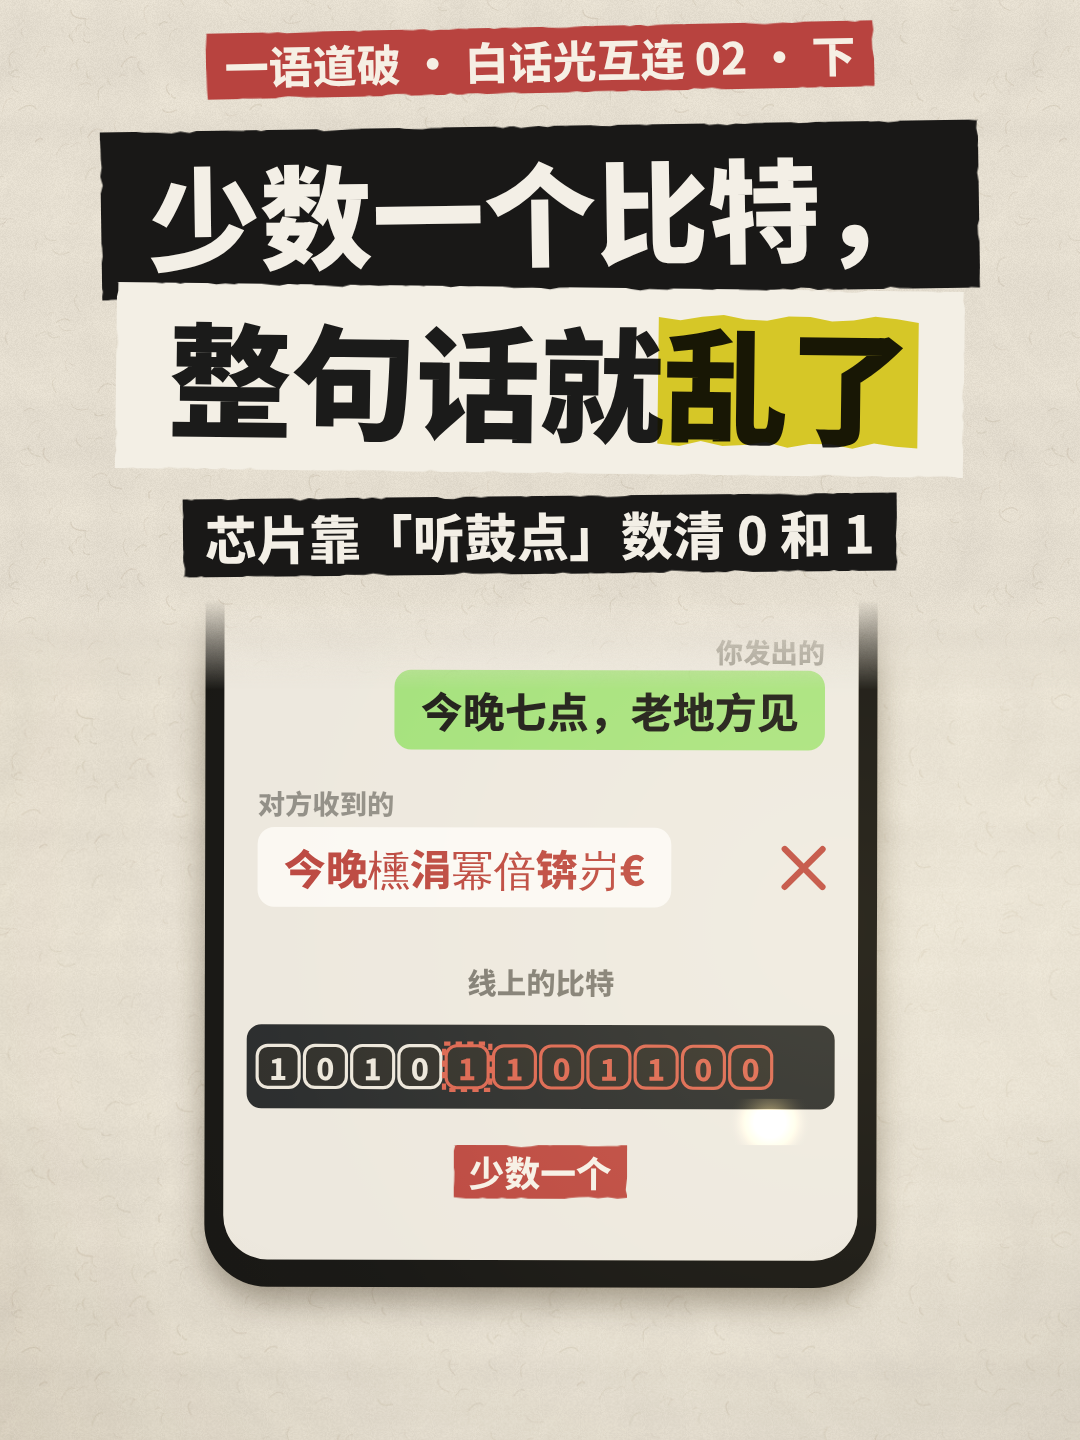 一语道破 · 白话光互连 02 · 下
少数一个比特，
整句话就乱了
芯片靠「听鼓点」数清 0 和 1
你发出的
今晚七点，老地方见
对方收到的
今晚櫄涓冪倍锛岃€
线上的比特
1 0 1 0 1 1 0 1 1 0 0
少数一个